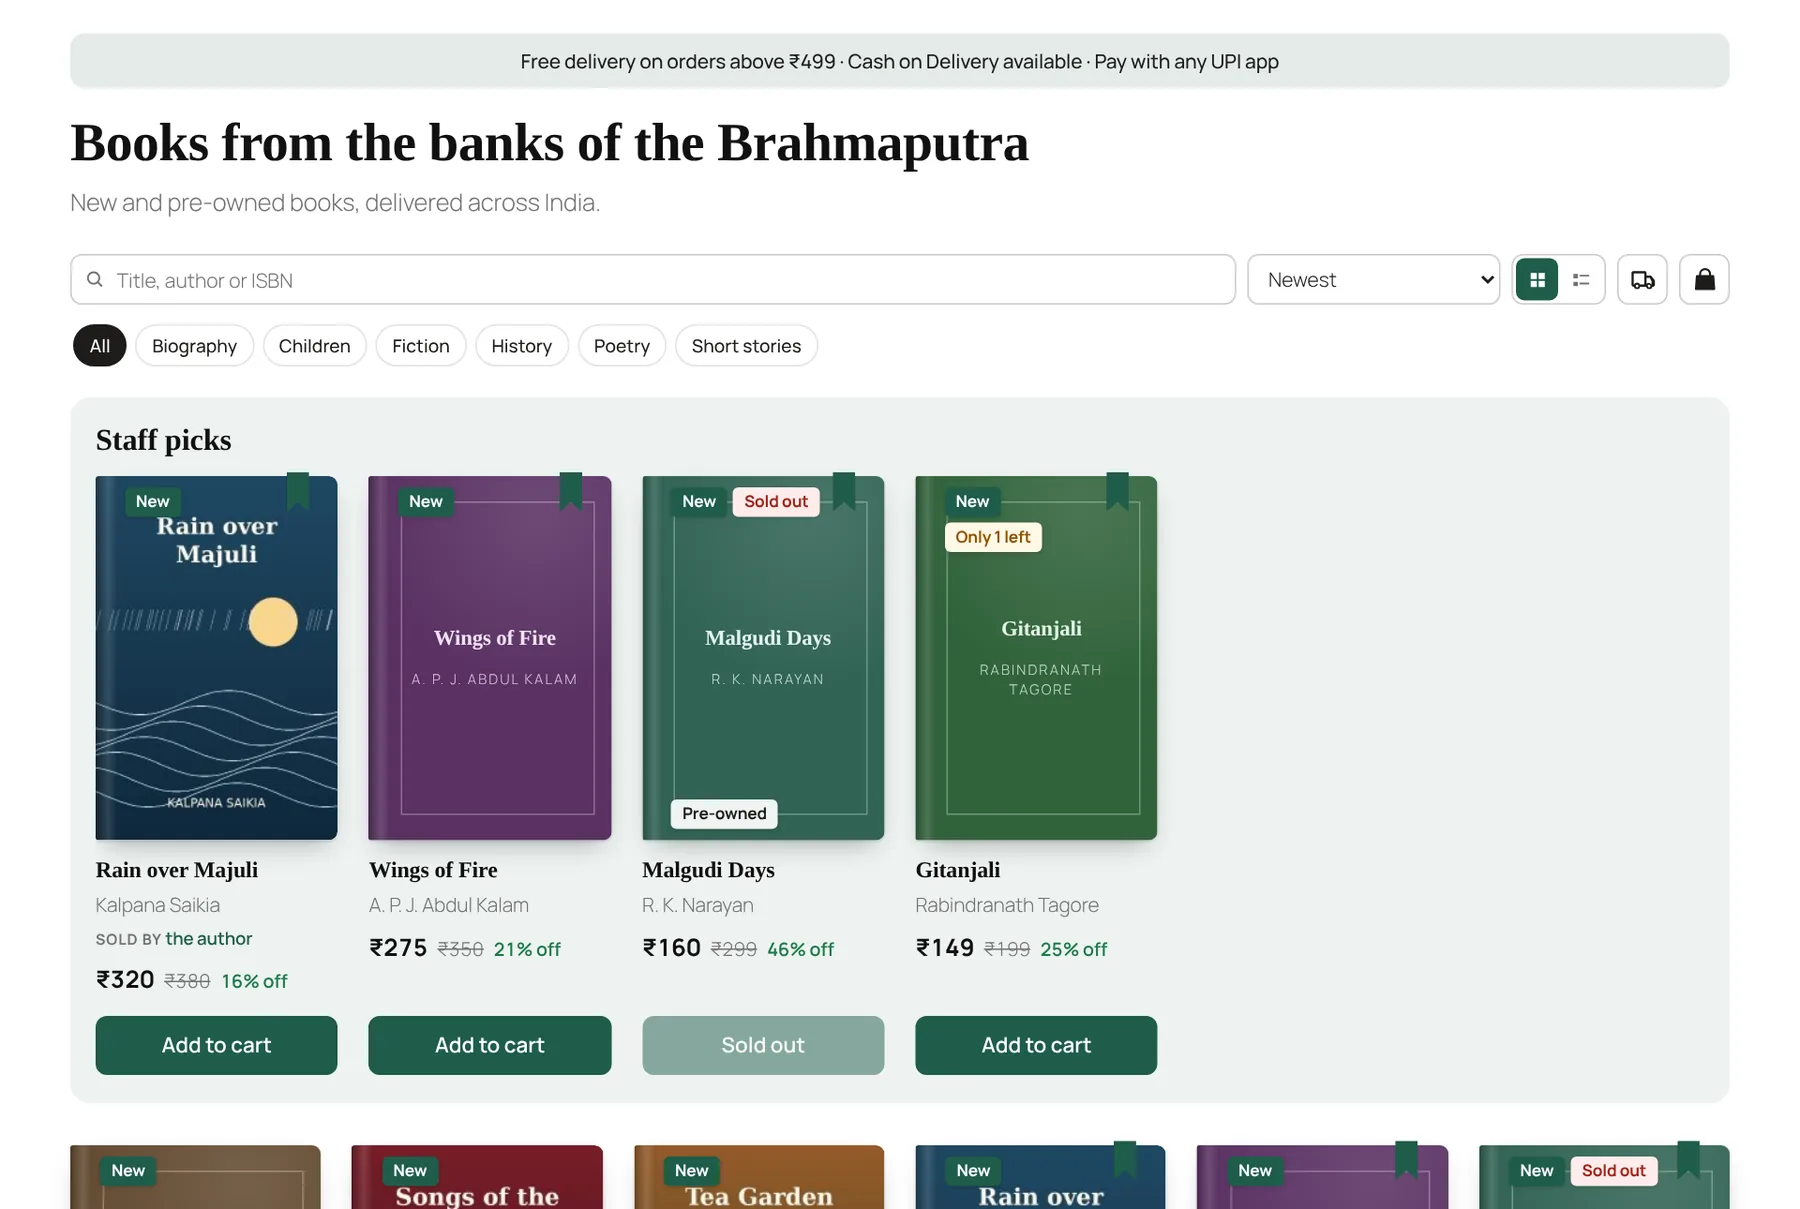 Free delivery on orders above ₹499 · Cash on Delivery available · Pay with any UPI app
Books from the banks of the Brahmaputra
New and pre-owned books, delivered across India.
Title, author or ISBN
Newest
All
Biography
Children
Fiction
History
Poetry
Short stories
Staff picks
New
Rain over
Majuli
KALPANA SAIKIA
Rain over Majuli
Kalpana Saikia
SOLD BY the author
₹320 ₹380 16% off
Add to cart
New
Wings of Fire
A. P. J. ABDUL KALAM
Wings of Fire
A. P. J. Abdul Kalam
₹275 ₹350 21% off
Add to cart
New
Sold out
Malgudi Days
R. K. NARAYAN
Pre-owned
Malgudi Days
R. K. Narayan
₹160 ₹299 46% off
Sold out
New
Only 1 left
Gitanjali
RABINDRANATH
TAGORE
Gitanjali
Rabindranath Tagore
₹149 ₹199 25% off
Add to cart
New
New
Songs of the
New
Tea Garden
New
Rain over
New
New
Sold out